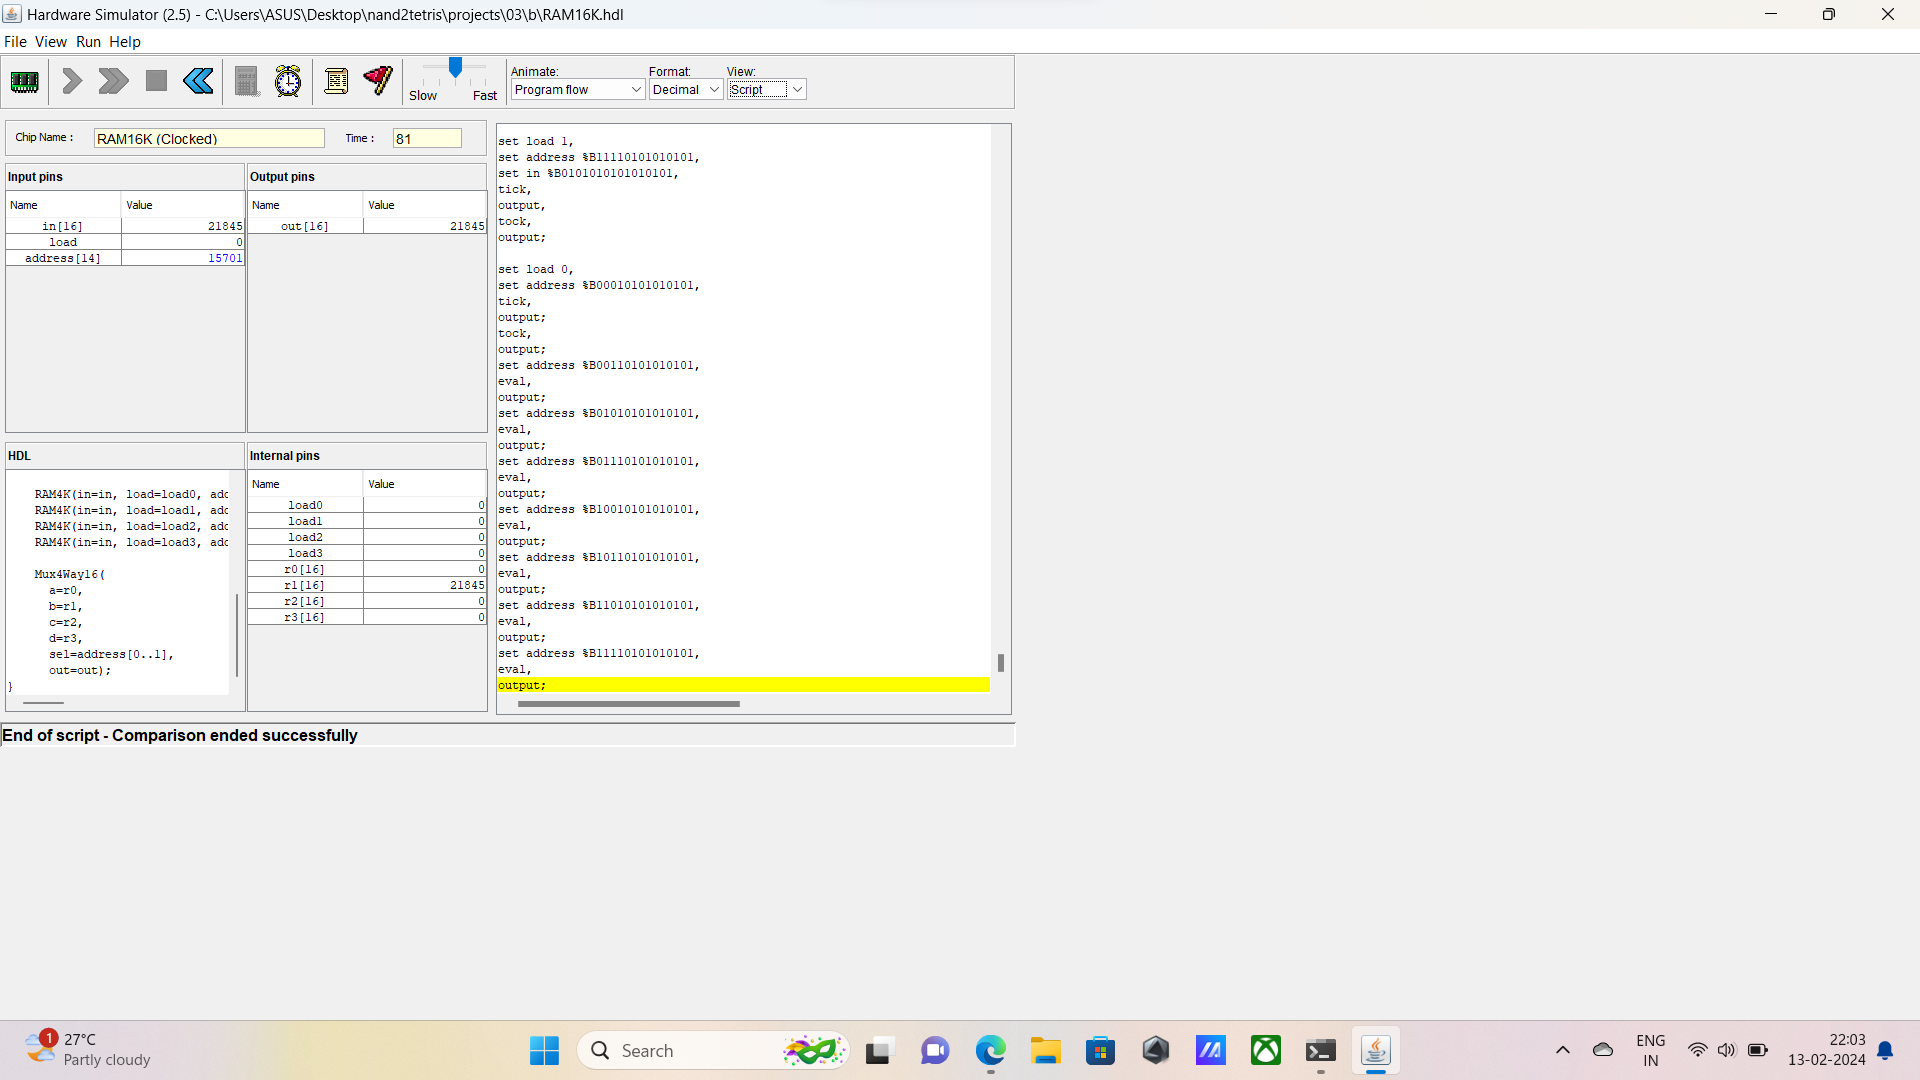 Hardware Simulator (2.5) - C:\Users\ASUS\Desktop\nand2tetris\projects\03\b\RAM16K.hdl
File View Run Help
Slow Fast
Animate:
Program flow
Format:
Decimal
View:
Script
Chip Name : RAM16K (Clocked) Time : 81
Input pins
Name Value
in[16] 21845
load 0
address[14] 15701
Output pins
Name Value
out[16] 21845
HDL
RAM4K(in=in, load=load0, add
RAM4K(in=in, load=load1, add
RAM4K(in=in, load=load2, add
RAM4K(in=in, load=load3, add
Mux4Way16(
a=r0,
b=r1,
c=r2,
d=r3,
sel=address[0..1],
out=out);
}
Internal pins
Name Value
load0 0
load1 0
load2 0
load3 0
r0[16] 0
r1[16] 21845
r2[16] 0
r3[16] 0
set load 1,
set address %B11110101010101,
set in %B0101010101010101,
tick,
output,
tock,
output;
set load 0,
set address %B00010101010101,
tick,
output;
tock,
output;
set address %B00110101010101,
eval,
output;
set address %B01010101010101,
eval,
output;
set address %B01110101010101,
eval,
output;
set address %B10010101010101,
eval,
output;
set address %B10110101010101,
eval,
output;
set address %B11010101010101,
eval,
output;
set address %B11110101010101,
eval,
output;
End of script - Comparison ended successfully
1
27°C
Partly cloudy
Search
ENG
IN
22:03
13-02-2024